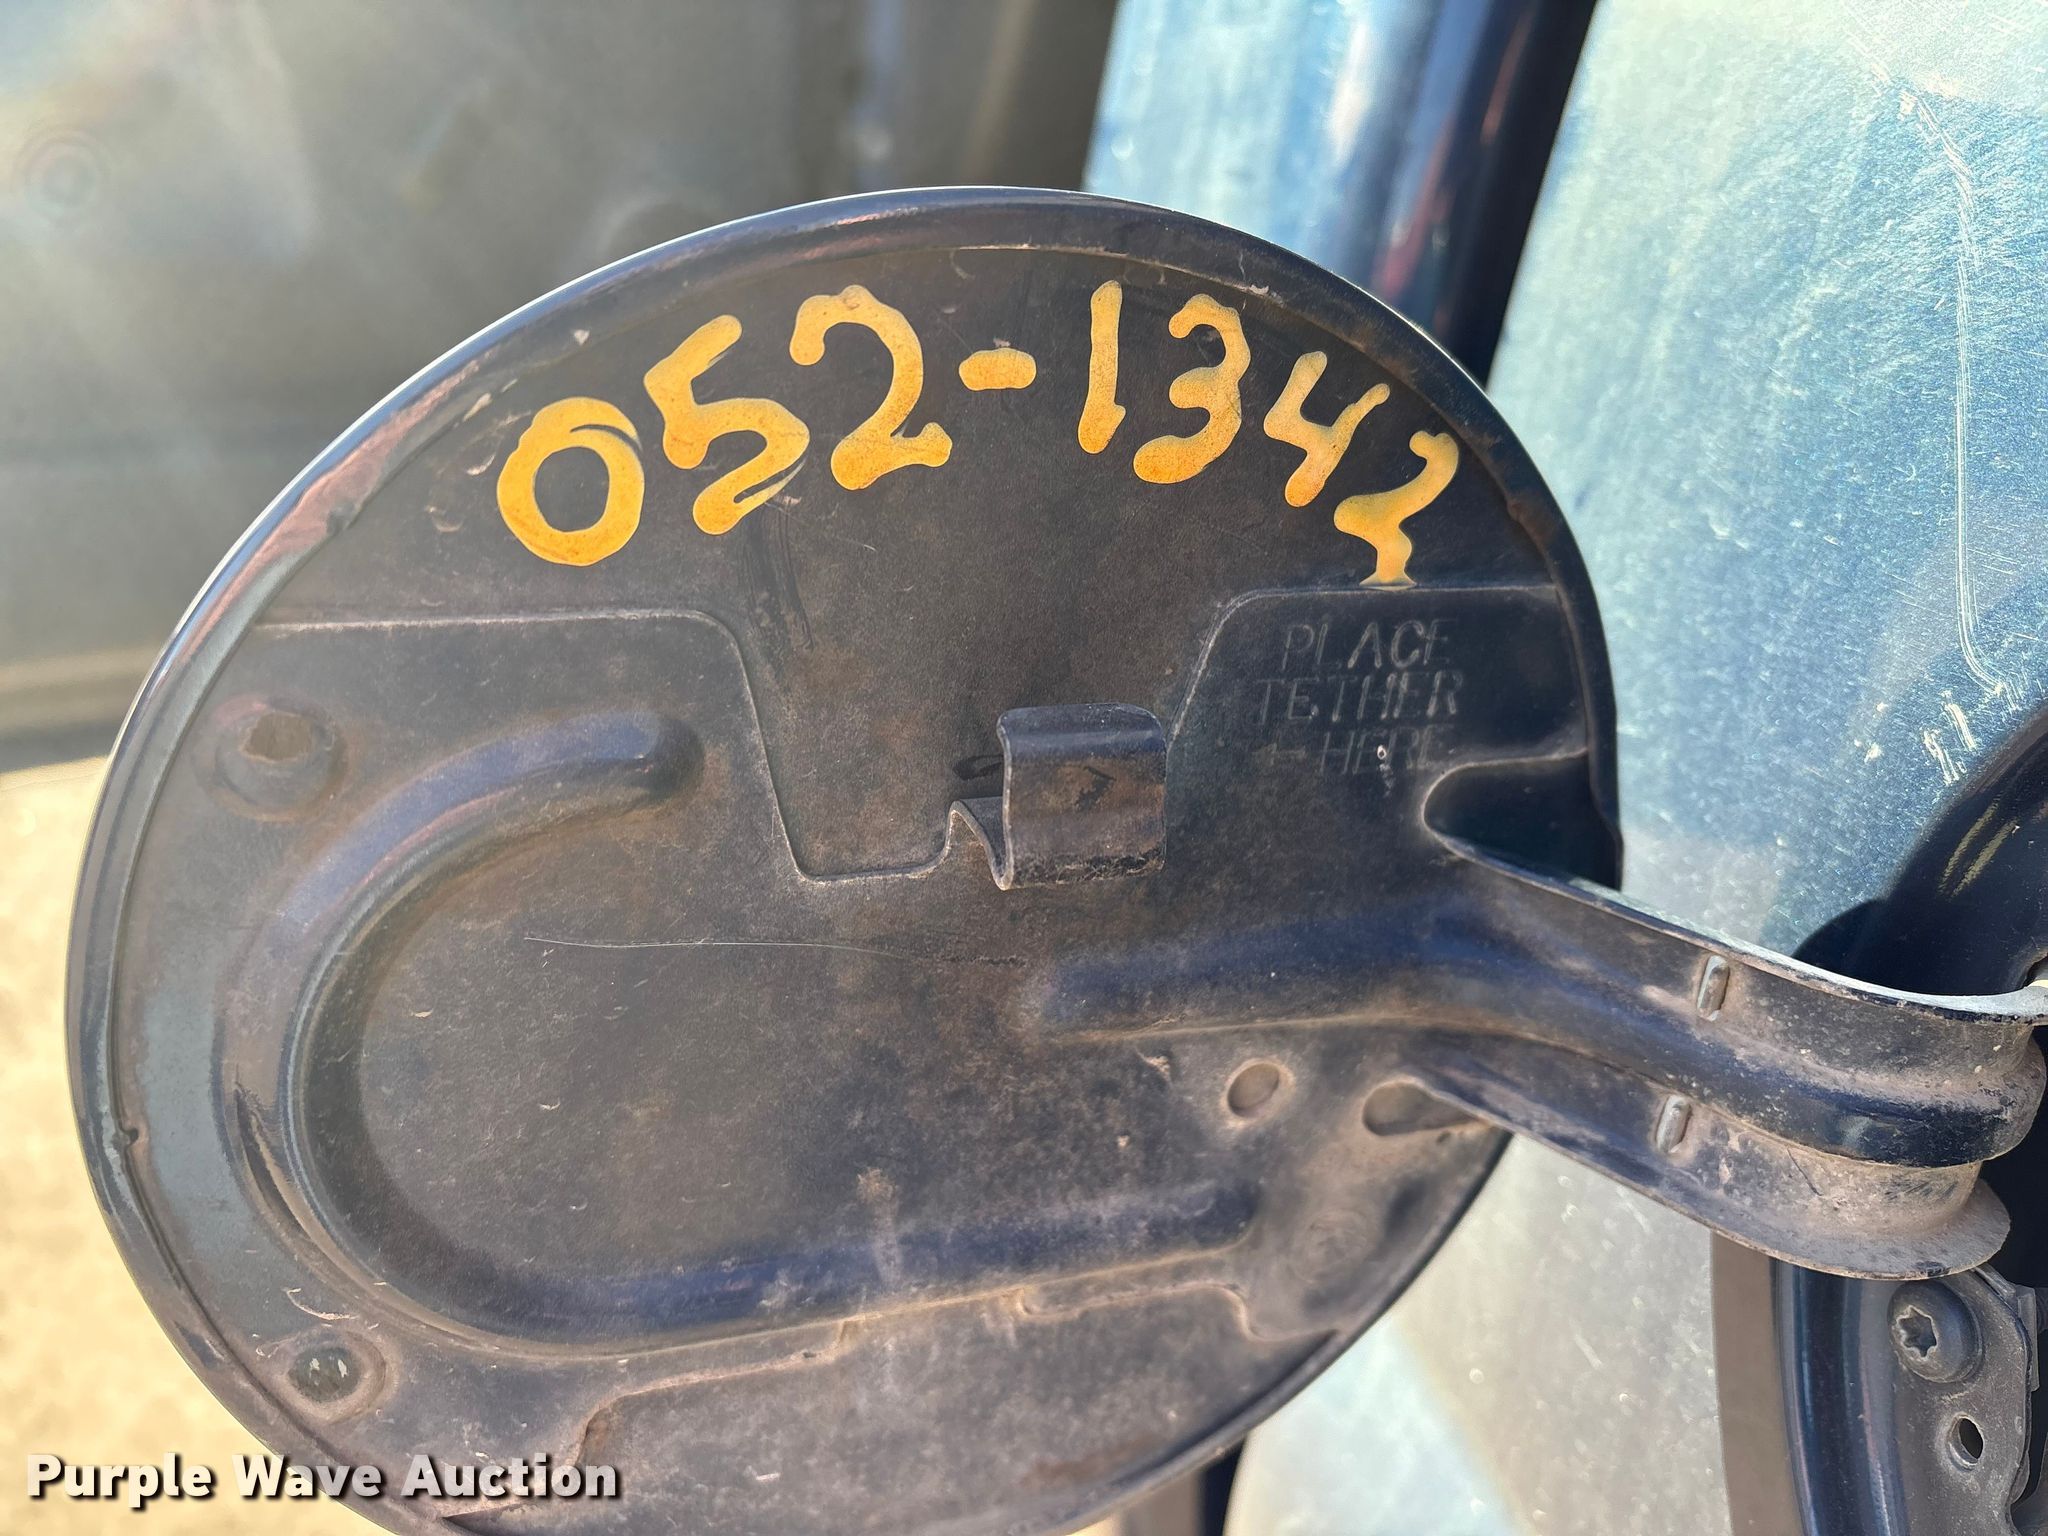 052-1342
PLACE
TETHER
←HERE
Purple Wave Auction